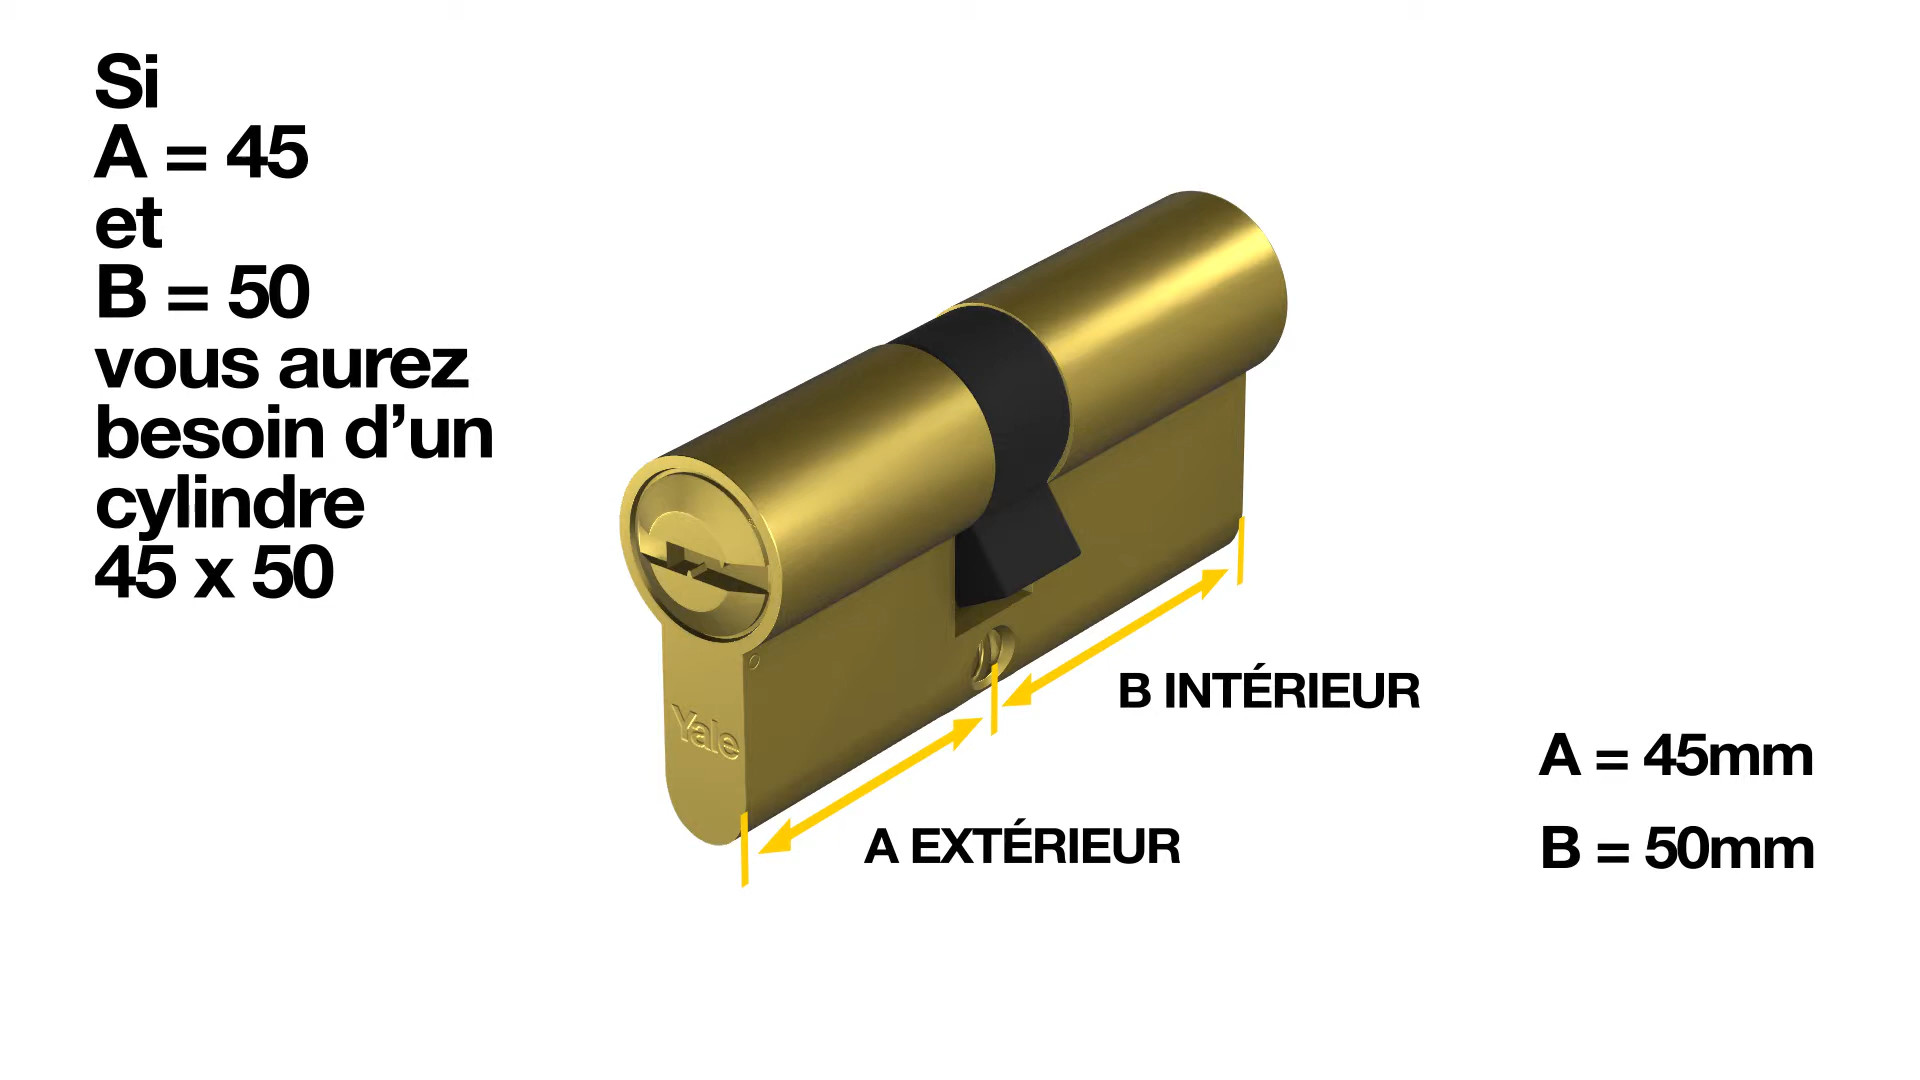 Si
A = 45
et
B = 50
vous aurez
besoin d’un
cylindre
45 x 50
Yale
B INTÉRIEUR
A EXTÉRIEUR
A = 45mm
B = 50mm